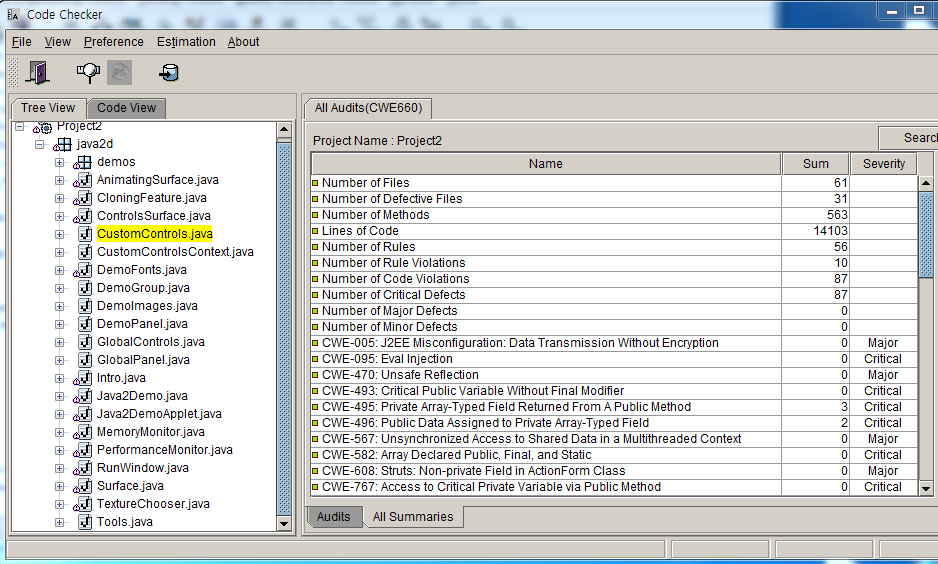 Code Checker
File View Preference Estimation About
Tree View Code View
Project2
java2d
demos
AnimatingSurface.java
CloningFeature.java
ControlsSurface.java
CustomControls.java
CustomControlsContext.java
DemoFonts.java
DemoGroup.java
DemoImages.java
DemoPanel.java
GlobalControls.java
GlobalPanel.java
Intro.java
Java2Demo.java
Java2DemoApplet.java
MemoryMonitor.java
PerformanceMonitor.java
RunWindow.java
Surface.java
TextureChooser.java
Tools.java
All Audits(CWE660)
Project Name : Project2
Searc
Name Sum Severity
Number of Files 61
Number of Defective Files 31
Number of Methods 563
Lines of Code 14103
Number of Rules 56
Number of Rule Violations 10
Number of Code Violations 87
Number of Critical Defects 87
Number of Major Defects 0
Number of Minor Defects 0
CWE-005: J2EE Misconfiguration: Data Transmission Without Encryption 0 Major
CWE-095: Eval Injection 0 Critical
CWE-470: Unsafe Reflection 0 Major
CWE-493: Critical Public Variable Without Final Modifier 0 Critical
CWE-495: Private Array-Typed Field Returned From A Public Method 3 Critical
CWE-496: Public Data Assigned to Private Array-Typed Field 2 Critical
CWE-567: Unsynchronized Access to Shared Data in a Multithreaded Context 0 Major
CWE-582: Array Declared Public, Final, and Static 0 Critical
CWE-608: Struts: Non-private Field in ActionForm Class 0 Major
CWE-767: Access to Critical Private Variable via Public Method 0 Critical
Audits All Summaries